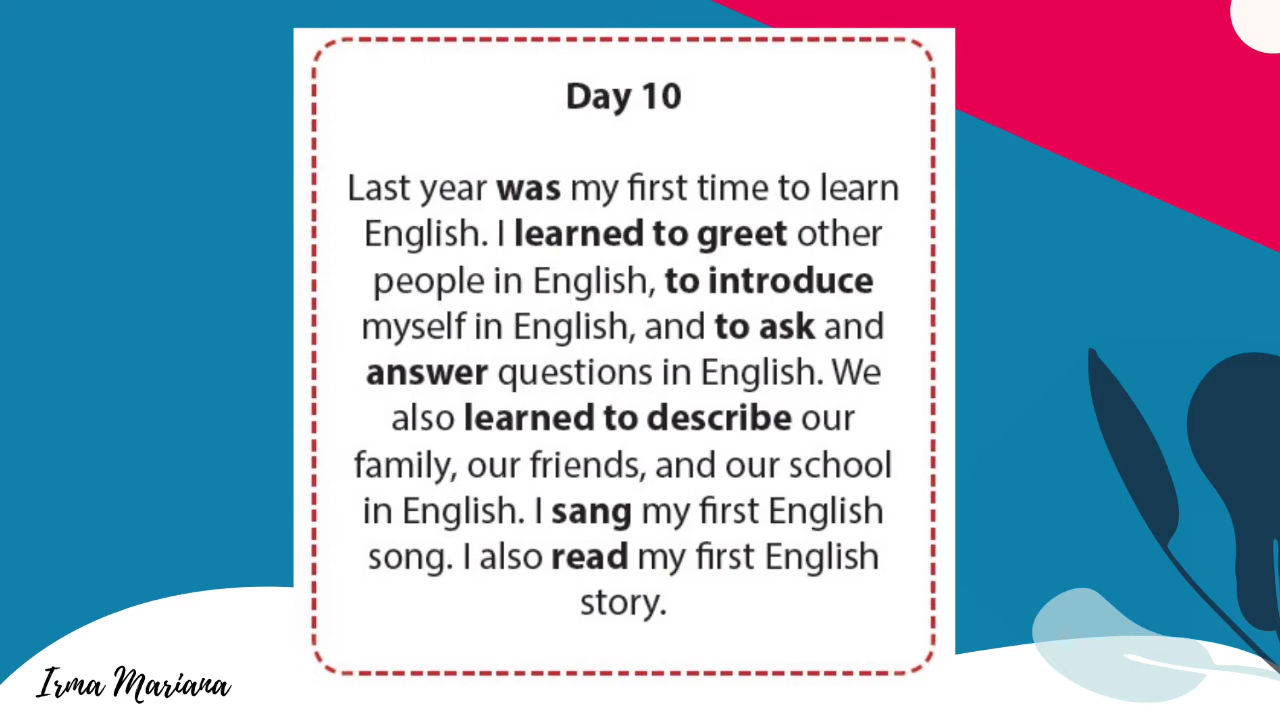 Day 10
Last year was my first time to learn
English. I learned to greet other
people in English, to introduce
myself in English, and to ask and
answer questions in English. We
also learned to describe our
family, our friends, and our school
in English. I sang my first English
song. I also read my first English
story.
Irma Mariana